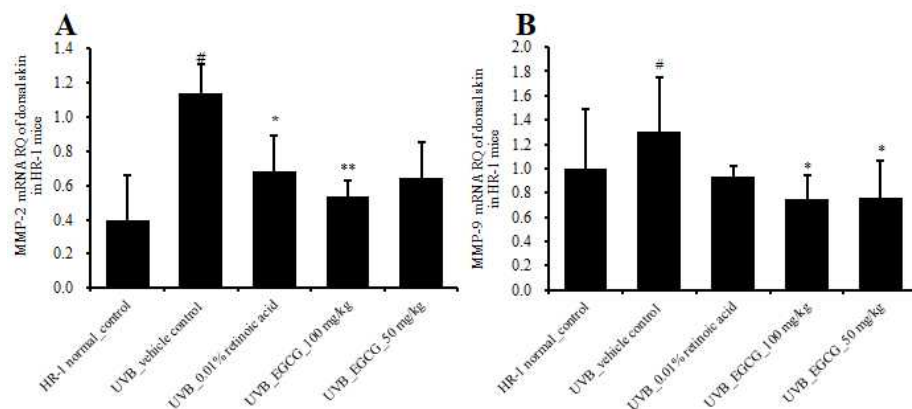 A
MMP-2 mRNA RQ of dorsal skin
in HR-1 mice
1.4
1.2
1.0
0.8
0.6
0.4
0.2
0.0
#
*
**
HR-1 normal_control
UVB_vehicle control
UVB_0.01% retinoic acid
UVB_EGCG_100 mg/kg
UVB_EGCG_50 mg/kg
B
MMP-9 mRNA RQ of dorsal skin
in HR-1 mice
2.0
1.8
1.6
1.4
1.2
1.0
0.8
0.6
0.4
0.2
0.0
#
*
*
HR-1 normal_control
UVB_vehicle control
UVB_0.01% retinoic acid
UVB_EGCG_100 mg/kg
UVB_EGCG_50 mg/kg